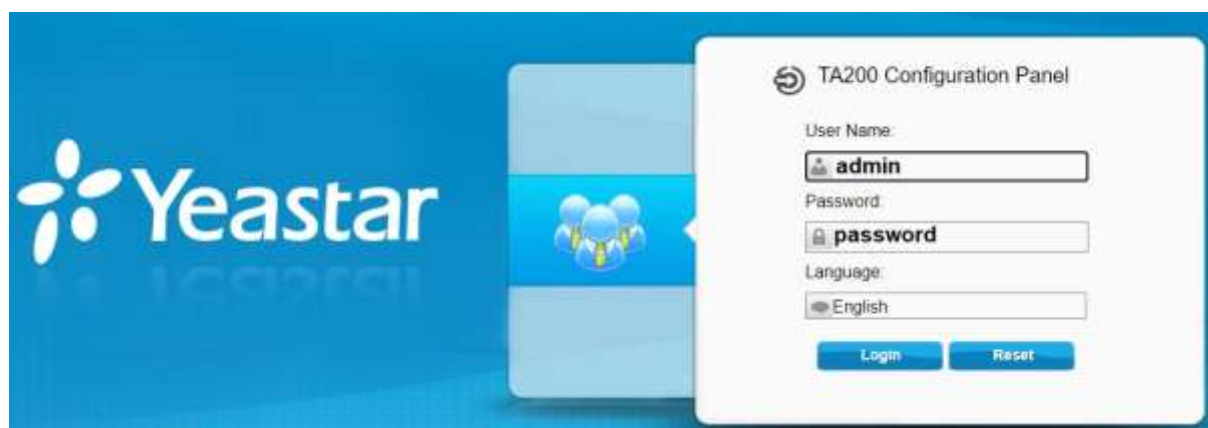 Yeastar
TA200 Configuration Panel
User Name:
admin
Password:
password
Language:
English
Login Reset